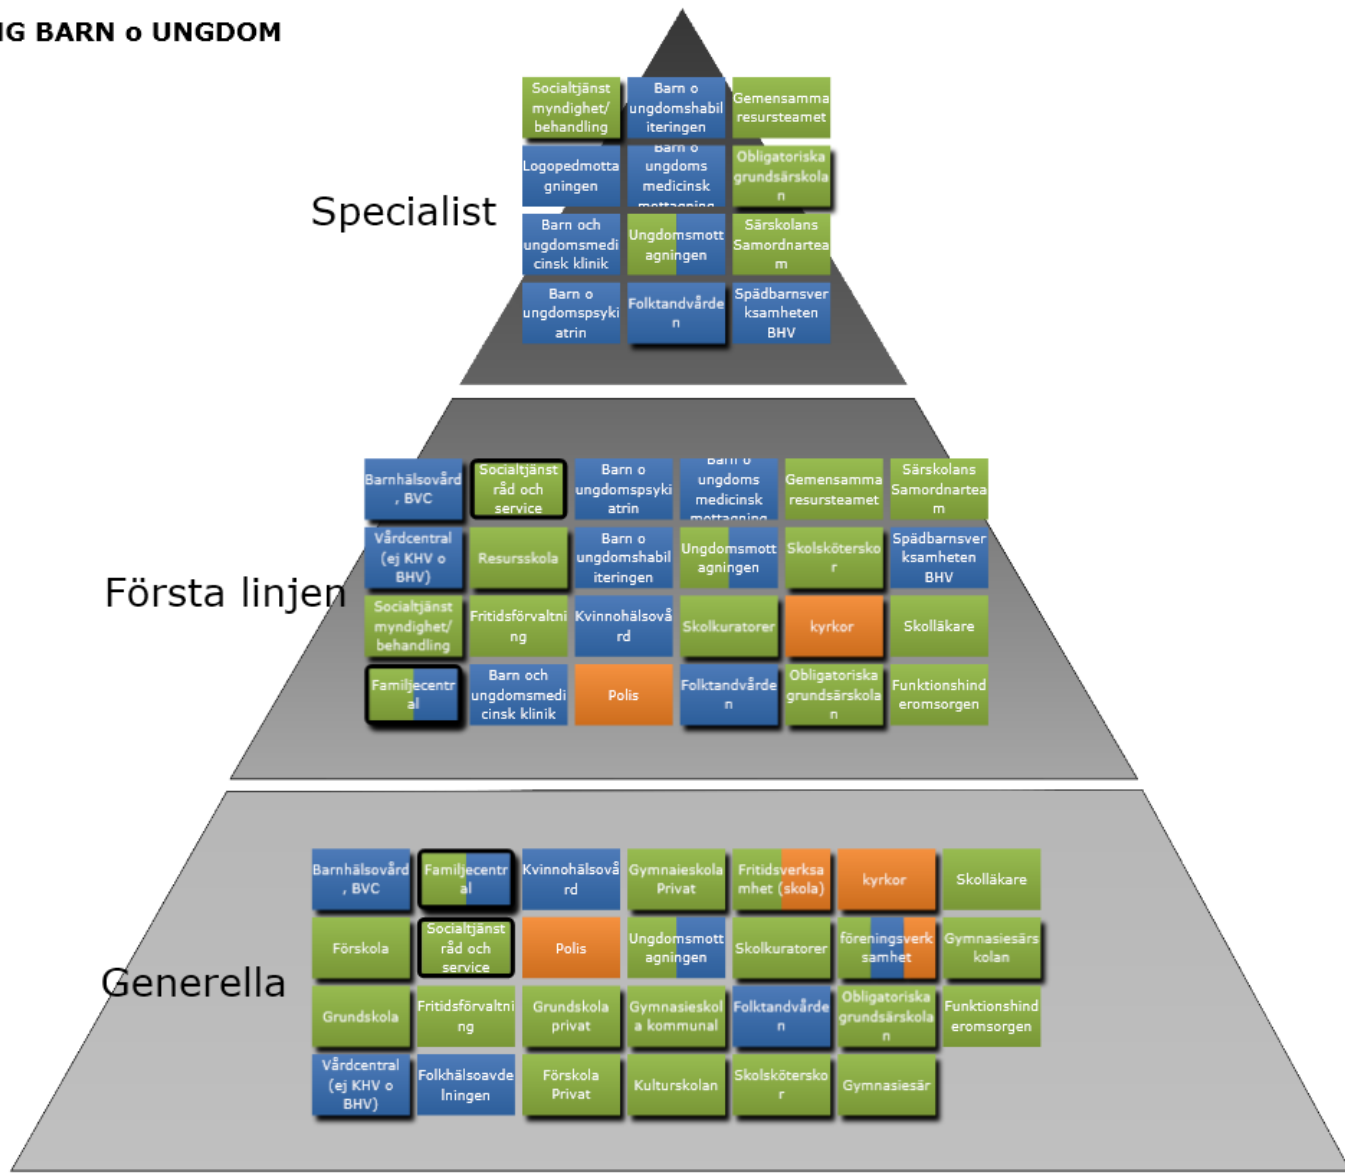 NG BARN o UNGDOM
Specialist
Socialtjänst
myndighet/
behandling
Barn o
ungdomshabil
iteringen
Gemensamma
resursteamet
Logopedmotta
gningen
Barn o
ungdoms
medicinsk
mottagning
Obligatoriska
grundsärskola
n
Barn och
ungdomsmedi
cinsk klinik
Ungdomsmott
agningen
Särskolans
Samordnartea
m
Barn o
ungdomspsyki
atrin
Folktandvårde
n
Spädbarnsver
ksamheten
BHV
Första linjen
Barnhälsovård
, BVC
Socialtjänst
råd och
service
Barn o
ungdomspsyki
atrin
Barn o
ungdoms
medicinsk
mottagning
Gemensamma
resursteamet
Särskolans
Samordnartea
m
Vårdcentral
(ej KHV o
BHV)
Resursskola
Barn o
ungdomshabil
iteringen
Ungdomsmott
agningen
Skolskötersko
r
Spädbarnsver
ksamheten
BHV
Socialtjänst
myndighet/
behandling
Fritidsförvaltni
ng
Kvinnohälsovå
rd
Skolkuratorer
kyrkor
Skolläkare
Familjecentr
al
Barn och
ungdomsmedi
cinsk klinik
Polis
Folktandvårde
n
Obligatoriska
grundsärskola
n
Funktionshind
eromsorgen
Generella
Barnhälsovård
, BVC
Familjecentr
al
Kvinnohälsovå
rd
Gymnaieskola
Privat
Fritidsverksa
mhet (skola)
kyrkor
Skolläkare
Förskola
Socialtjänst
råd och
service
Polis
Ungdomsmott
agningen
Skolkuratorer
föreningsverk
samhet
Gymnasiesärs
kolan
Grundskola
Fritidsförvaltni
ng
Grundskola
privat
Gymnasieskol
a kommunal
Folktandvårde
n
Obligatoriska
grundsärskola
n
Funktionshind
eromsorgen
Vårdcentral
(ej KHV o
BHV)
Folkhälsoavde
lningen
Förskola
Privat
Kulturskolan
Skolskötersko
r
Gymnasiesär